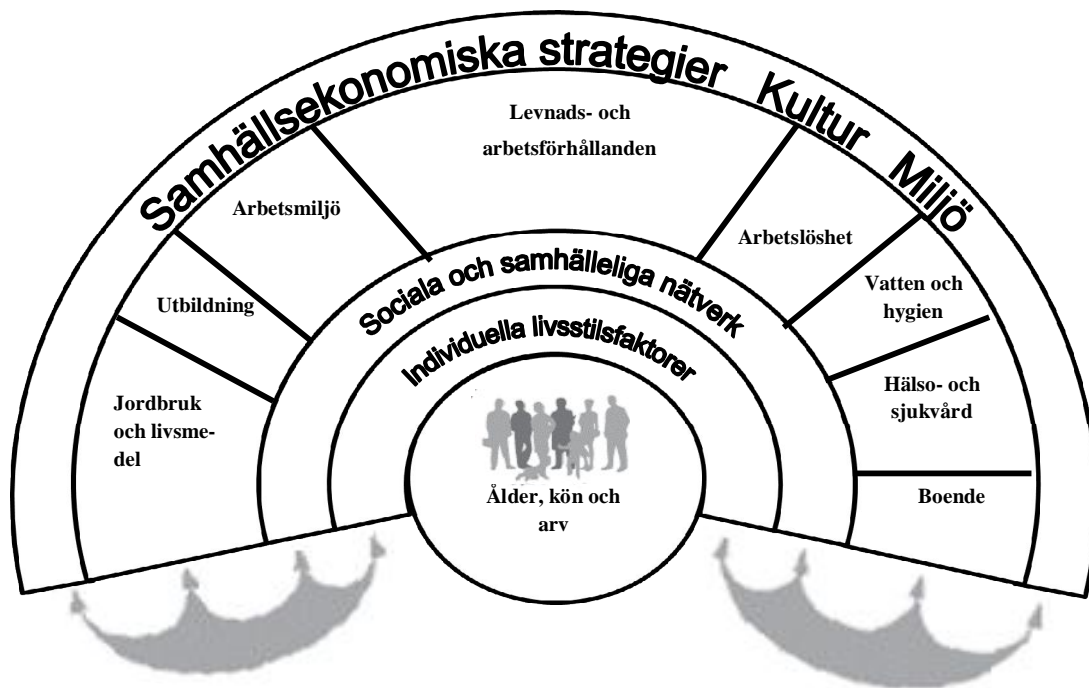 Samhällsekonomiska strategier Kultur Miljö
Levnads- och
arbetsförhållanden
Arbetsmiljö
Arbetslöshet
Utbildning
Vatten och
hygien
Jordbruk
och livsme-
del
Hälso- och
sjukvård
Boende
Sociala och samhälleliga nätverk
Individuella livsstilsfaktorer
Ålder, kön och
arv